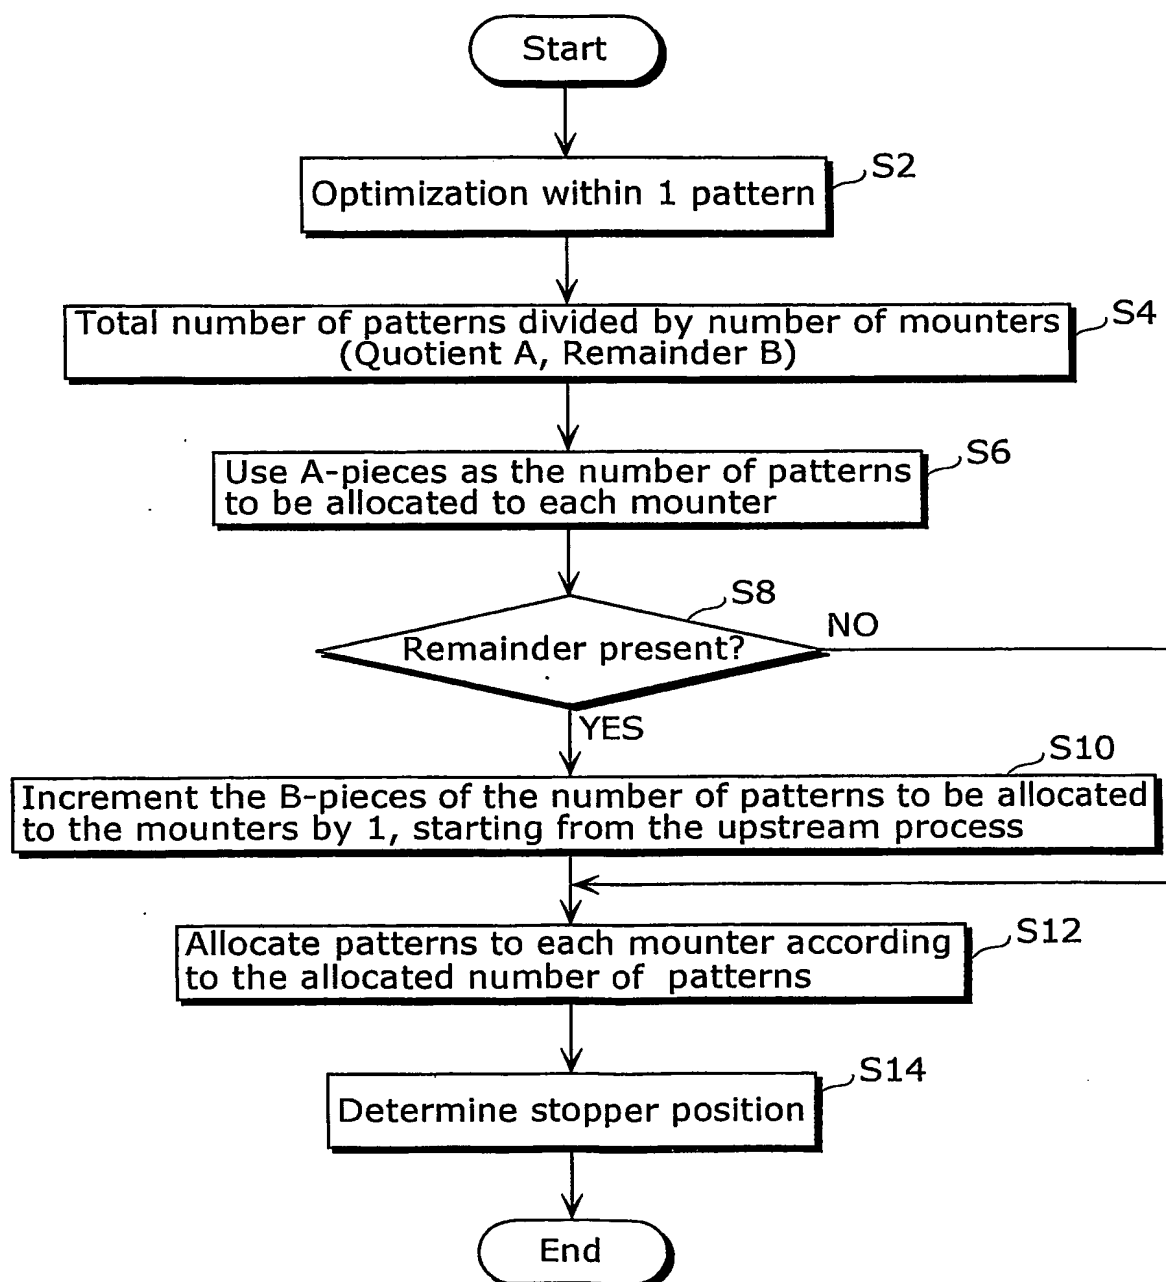 Start
S2
Optimization within 1 pattern
S4
Total number of patterns divided by number of mounters
(Quotient A, Remainder B)
S6
Use A-pieces as the number of patterns
to be allocated to each mounter
S8
NO
Remainder present?
YES
S10
Increment the B-pieces of the number of patterns to be allocated
to the mounters by 1, starting from the upstream process
S12
Allocate patterns to each mounter according
to the allocated number of patterns
S14
Determine stopper position
End